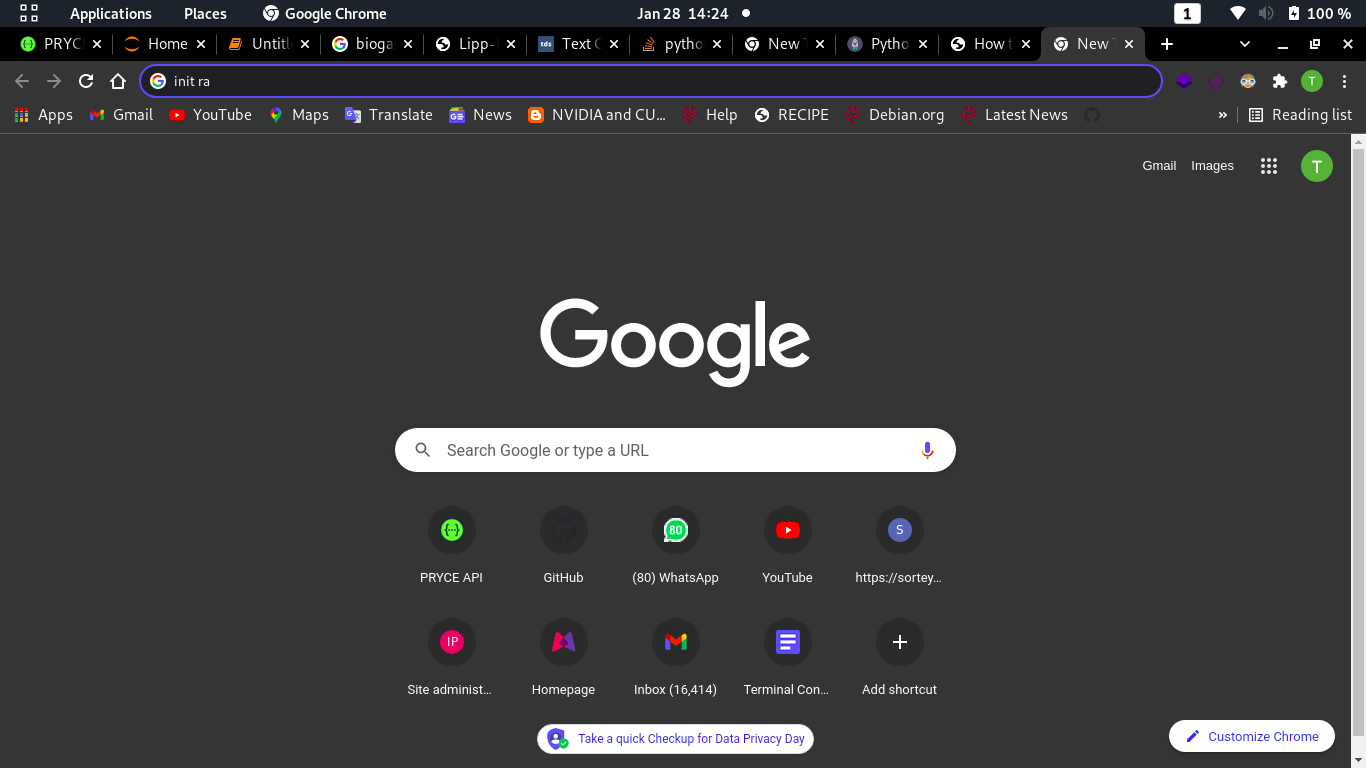 Applications Places Google Chrome Jan 28 14:24 1 100 %
PRYC Home Untitl bioga Lipp- Text C pytho New T Pytho How t New T
init ra
Apps Gmail YouTube Maps Translate News NVIDIA and CU... Help RECIPE Debian.org Latest News » Reading list
Gmail Images T
Google
Search Google or type a URL
80 S
PRYCE API GitHub (80) WhatsApp YouTube https://sortey...
IP
Site administ... Homepage Inbox (16,414) Terminal Con... Add shortcut
Take a quick Checkup for Data Privacy Day
Customize Chrome